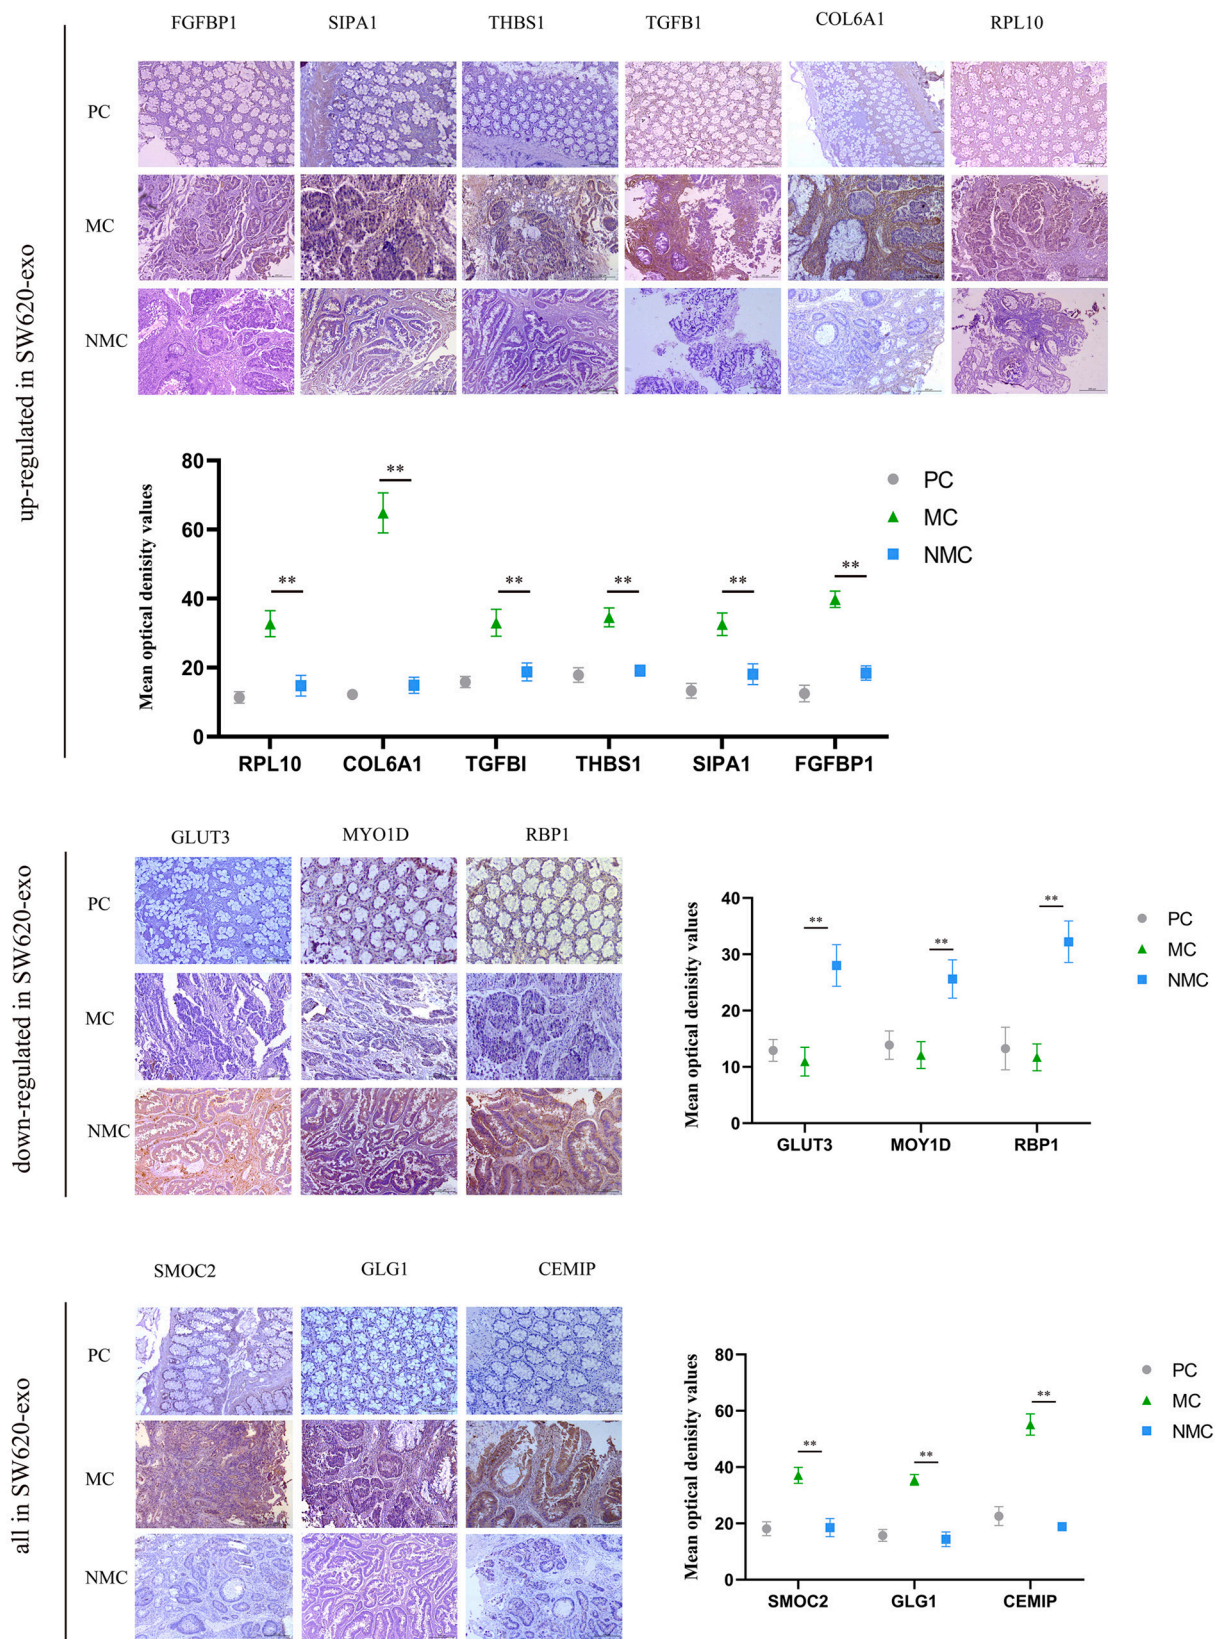 FGFBP1 SIPA1 THBS1 TGFB1 COL6A1 RPL10
PC
MC
NMC
up-regulated in SW620-exo
80
60
40
20
0
Mean optical denisity values
** ** ** ** ** **
PC
MC
NMC
RPL10 COL6A1 TGFBI THBS1 SIPA1 FGFBP1
GLUT3 MYO1D RBP1
PC
MC
NMC
down-regulated in SW620-exo
40
30
20
10
0
Mean optical denisity values
** ** **
PC
MC
NMC
GLUT3 MOY1D RBP1
SMOC2 GLG1 CEMIP
PC
MC
NMC
all in SW620-exo
80
60
40
20
0
Mean optical denisity values
** ** **
PC
MC
NMC
SMOC2 GLG1 CEMIP